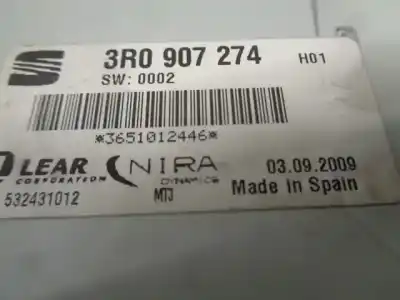 3R0 907 274 H01
SW: 0002
*3651012446*
LEAR
CORPORATION
NIRA
DYNAMICS
03.09.2009
532431012
MTJ
Made in Spain